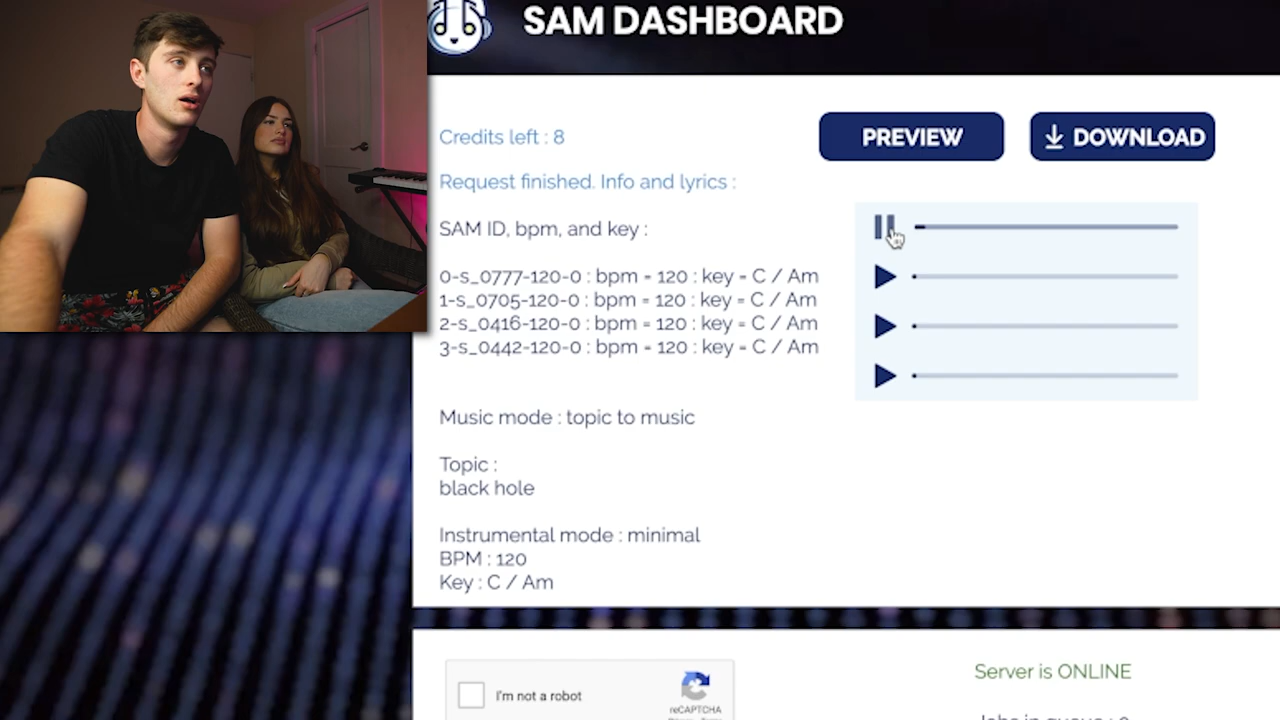 SAM DASHBOARD
Credits left : 8
PREVIEW
DOWNLOAD
Request finished. Info and lyrics :
SAM ID, bpm, and key :
0-s_0777-120-0 : bpm = 120 : key = C / Am
1-s_0705-120-0 : bpm = 120 : key = C / Am
2-s_0416-120-0 : bpm = 120 : key = C / Am
3-s_0442-120-0 : bpm = 120 : key = C / Am
Music mode : topic to music
Topic :
black hole
Instrumental mode : minimal
BPM : 120
Key : C / Am
I'm not a robot
reCAPTCHA
Server is ONLINE